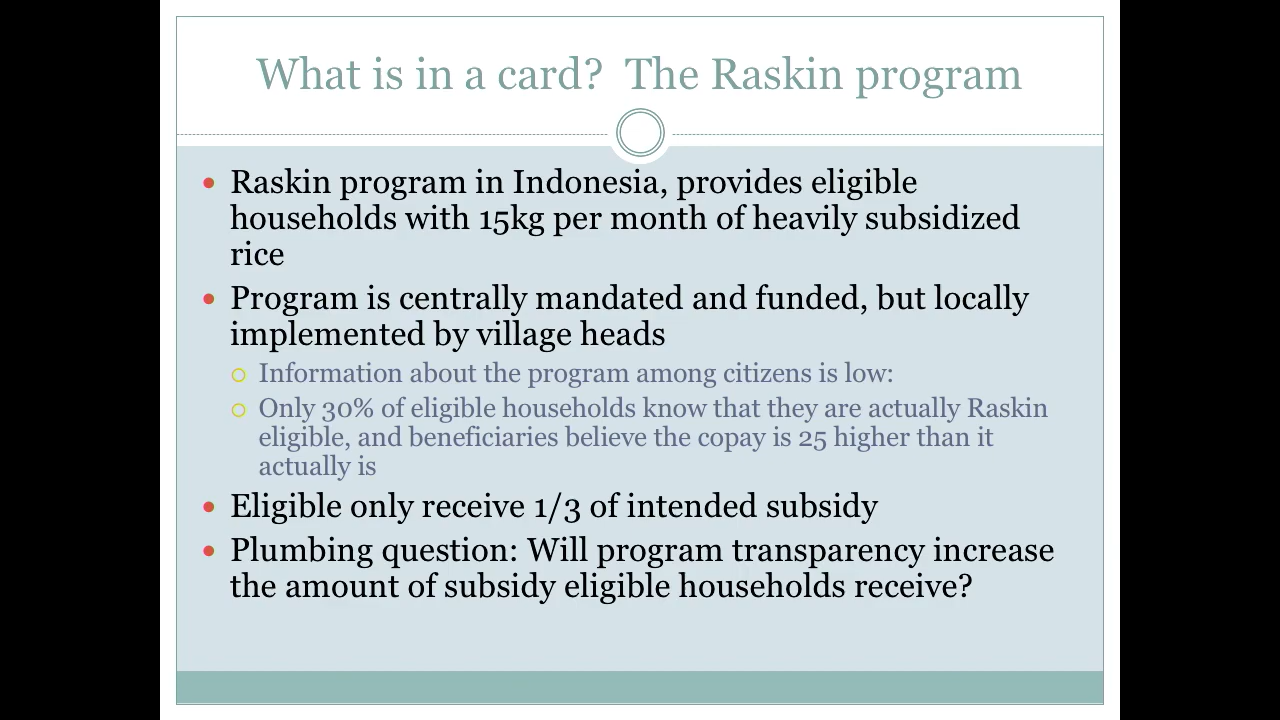 What is in a card?  The Raskin program
Raskin program in Indonesia, provides eligible
households with 15kg per month of heavily subsidized
rice
Program is centrally mandated and funded, but locally
implemented by village heads
Information about the program among citizens is low:
Only 30% of eligible households know that they are actually Raskin
eligible, and beneficiaries believe the copay is 25 higher than it
actually is
Eligible only receive 1/3 of intended subsidy
Plumbing question: Will program transparency increase
the amount of subsidy eligible households receive?